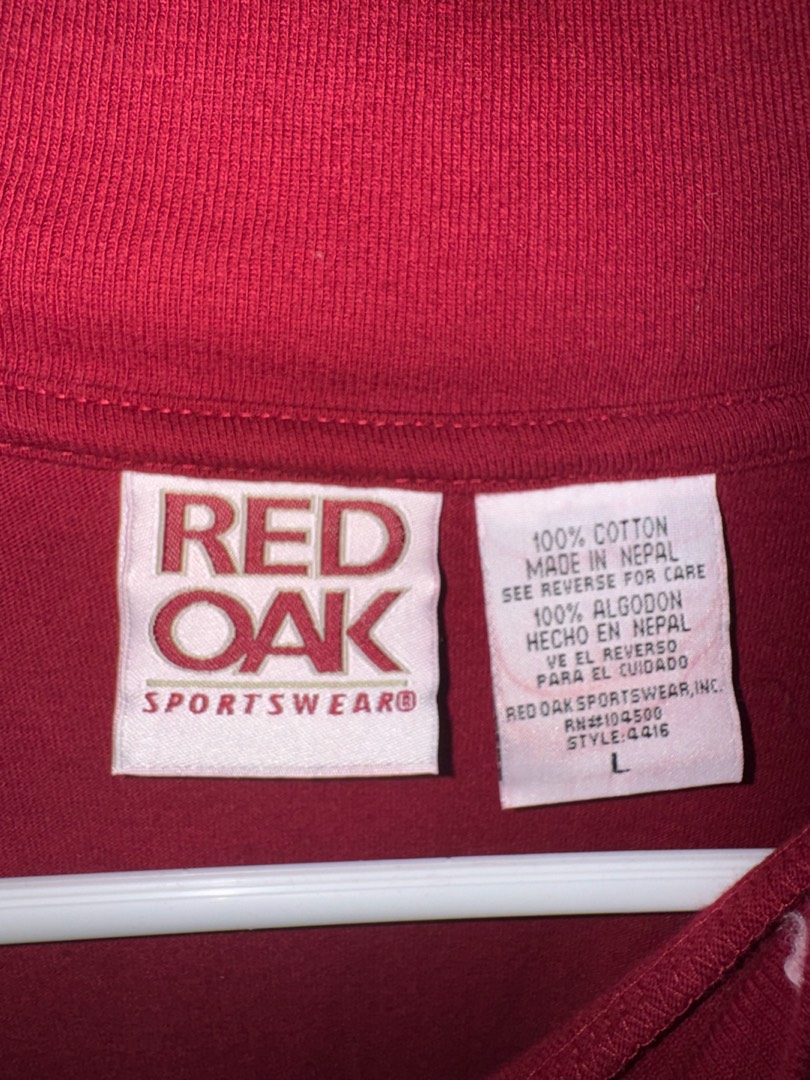 RED
OAK
SPORTSWEAR®
100% COTTON
MADE IN NEPAL
SEE REVERSE FOR CARE
100% ALGODON
HECHO EN NEPAL
VE EL REVERSO
PARA EL CUIDADO
RED OAK SPORTSWEAR, INC.
RN#104500
STYLE:4416
L